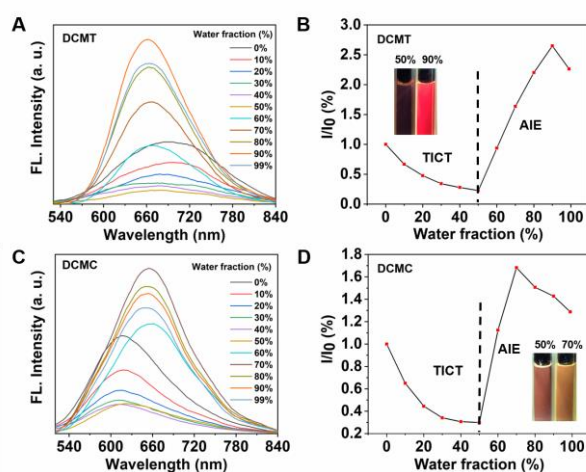 A
DCMT
Water fraction (%)
0%
10%
20%
30%
40%
50%
60%
70%
80%
90%
99%
FL. Intensity (a. u.)
530 580 660 720 780 840
Wavelength (nm)
B
DCMT
50% 90%
TICT
AIE
I/I0 (%)
3.0
2.5
2.0
1.5
1.0
0.5
0.0
0 20 40 60 80 100
Water fraction (%)
C
DCMC
Water fraction (%)
0%
10%
20%
30%
40%
50%
60%
70%
80%
90%
99%
FL. Intensity (a. u.)
540 600 660 720 780 840
Wavelength (nm)
D
DCMC
TICT
AIE
50% 70%
I/I0 (%)
1.8
1.6
1.4
1.2
1.0
0.8
0.6
0.4
0.2
0 20 40 60 80 100
Water fraction (%)